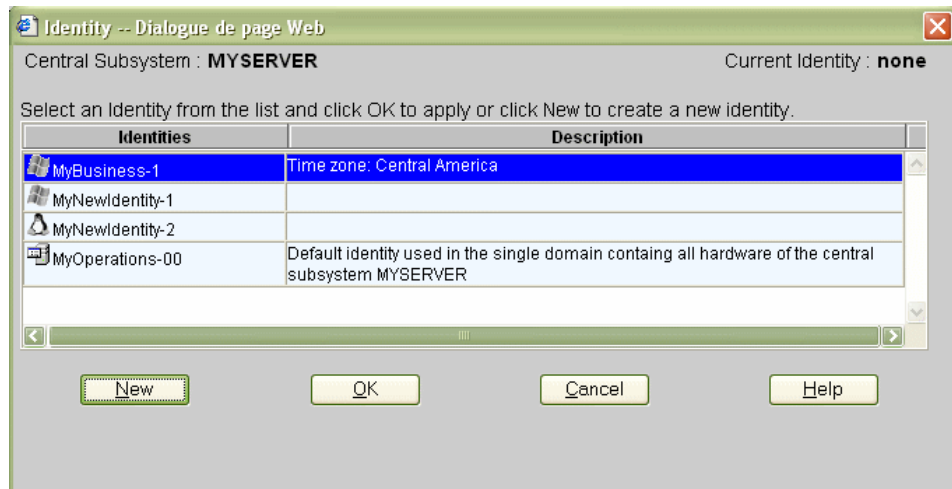 Identity -- Dialogue de page Web
Central Subsystem : MYSERVER Current Identity : none
Select an Identity from the list and click OK to apply or click New to create a new identity.
Identities Description
MyBusiness-1 Time zone: Central America
MyNewIdentity-1
MyNewIdentity-2
MyOperations-00 Default identity used in the single domain containg all hardware of the central
subsystem MYSERVER
New OK Cancel Help